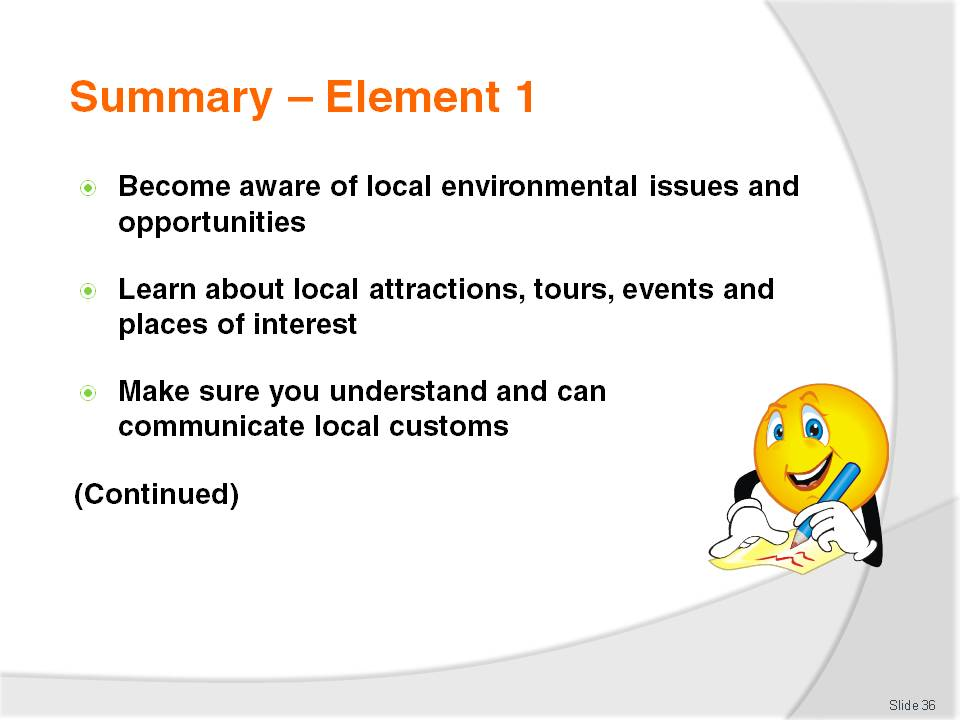 Summary – Element 1
Become aware of local environmental issues and
opportunities
Learn about local attractions, tours, events and
places of interest
Make sure you understand and can
communicate local customs
(Continued)
Slide 36